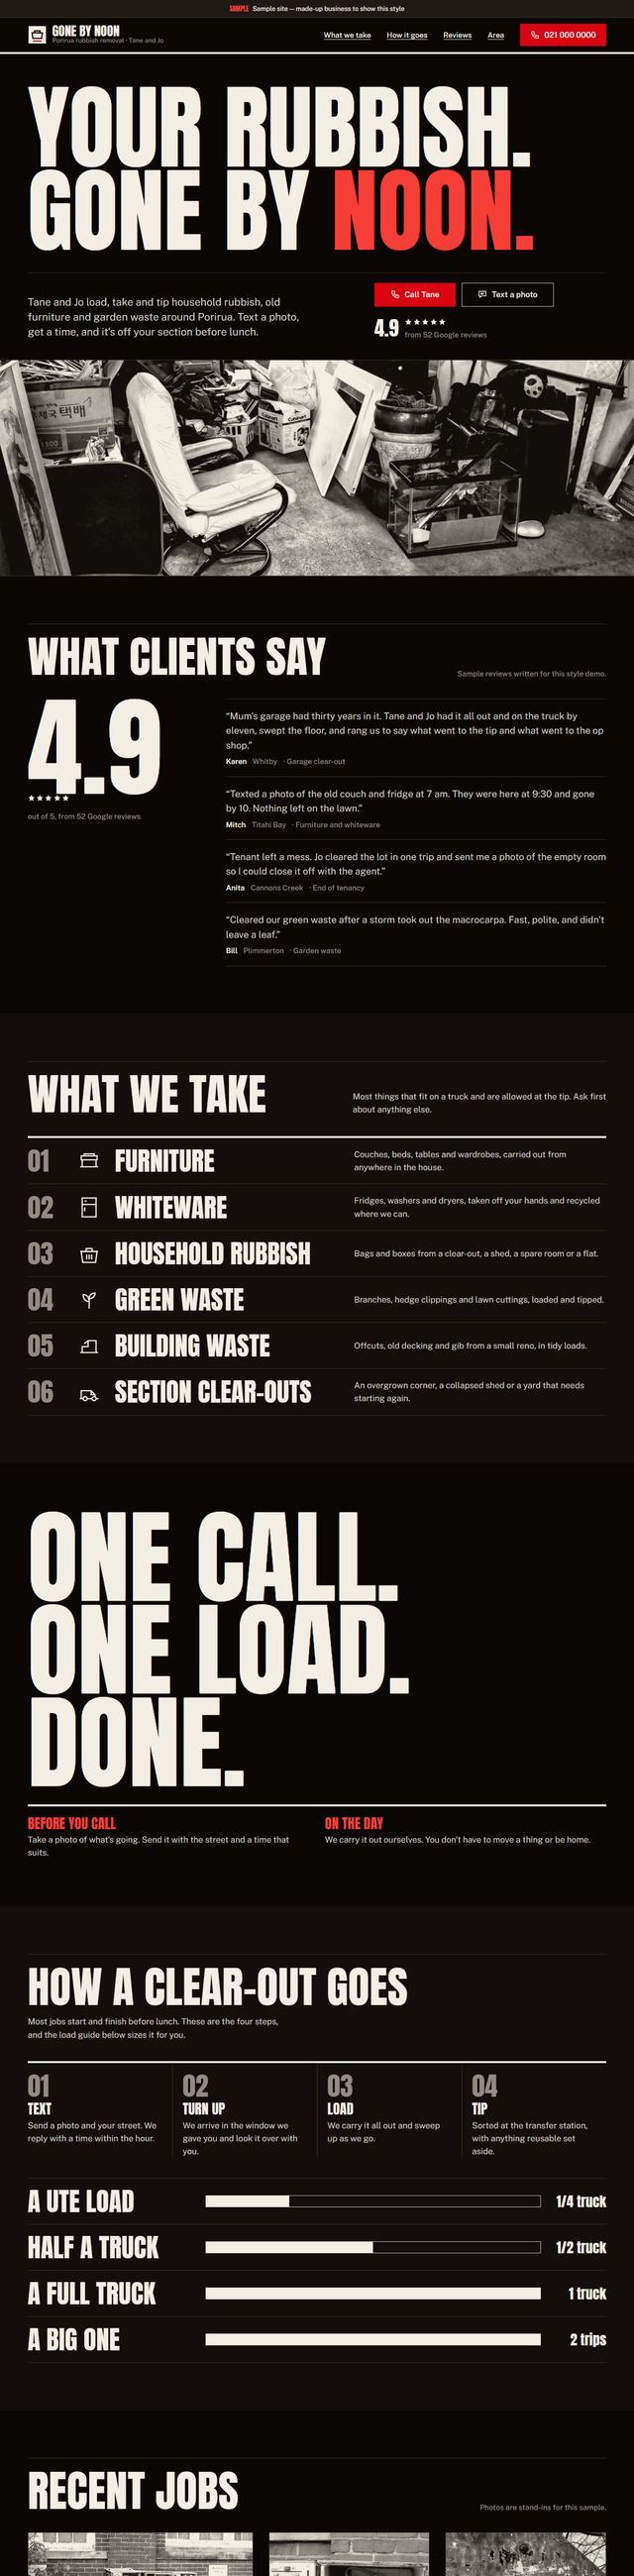 SAMPLE Sample site — made-up business to show this style
GONE BY NOON
Porirua rubbish removal · Tane and Jo
What we take
How it goes
Reviews
Area
021 000 0000
YOUR RUBBISH.
GONE BY NOON.
Tane and Jo load, take and tip household rubbish, old
furniture and garden waste around Porirua. Text a photo,
get a time, and it's off your section before lunch.
Call Tane
Text a photo
4.9
from 52 Google reviews
택배
WHAT CLIENTS SAY
Sample reviews written for this style demo.
4.9
out of 5, from 52 Google reviews
“Mum's garage had thirty years in it. Tane and Jo had it all out and on the truck by
eleven, swept the floor, and rang us to say what went to the tip and what went to the op
shop.”
Karen Whitby · Garage clear-out
“Texted a photo of the old couch and fridge at 7 am. They were here at 9:30 and gone
by 10. Nothing left on the lawn.”
Mitch Titahi Bay · Furniture and whiteware
“Tenant left a mess. Jo cleared the lot in one trip and sent me a photo of the empty room
so I could close it off with the agent.”
Anita Cannons Creek · End of tenancy
“Cleared our green waste after a storm took out the macrocarpa. Fast, polite, and didn't
leave a leaf.”
Bill Plimmerton · Garden waste
WHAT WE TAKE
Most things that fit on a truck and are allowed at the tip. Ask first
about anything else.
01 FURNITURE
Couches, beds, tables and wardrobes, carried out from
anywhere in the house.
02 WHITEWARE
Fridges, washers and dryers, taken off your hands and recycled
where we can.
03 HOUSEHOLD RUBBISH
Bags and boxes from a clear-out, a shed, a spare room or a flat.
04 GREEN WASTE
Branches, hedge clippings and lawn cuttings, loaded and tipped.
05 BUILDING WASTE
Offcuts, old decking and gib from a small reno, in tidy loads.
06 SECTION CLEAR-OUTS
An overgrown corner, a collapsed shed or a yard that needs
starting again.
ONE CALL.
ONE LOAD.
DONE.
BEFORE YOU CALL
Take a photo of what's going. Send it with the street and a time that
suits.
ON THE DAY
We carry it out ourselves. You don't have to move a thing or be home.
HOW A CLEAR-OUT GOES
Most jobs start and finish before lunch. These are the four steps,
and the load guide below sizes it for you.
01
TEXT
Send a photo and your street. We
reply with a time within the hour.
02
TURN UP
We arrive in the window we
gave you and look it over with
you.
03
LOAD
We carry it all out and sweep
up as we go.
04
TIP
Sorted at the transfer station,
with anything reusable set
aside.
A UTE LOAD 1/4 truck
HALF A TRUCK 1/2 truck
A FULL TRUCK 1 truck
A BIG ONE 2 trips
RECENT JOBS
Photos are stand-ins for this sample.